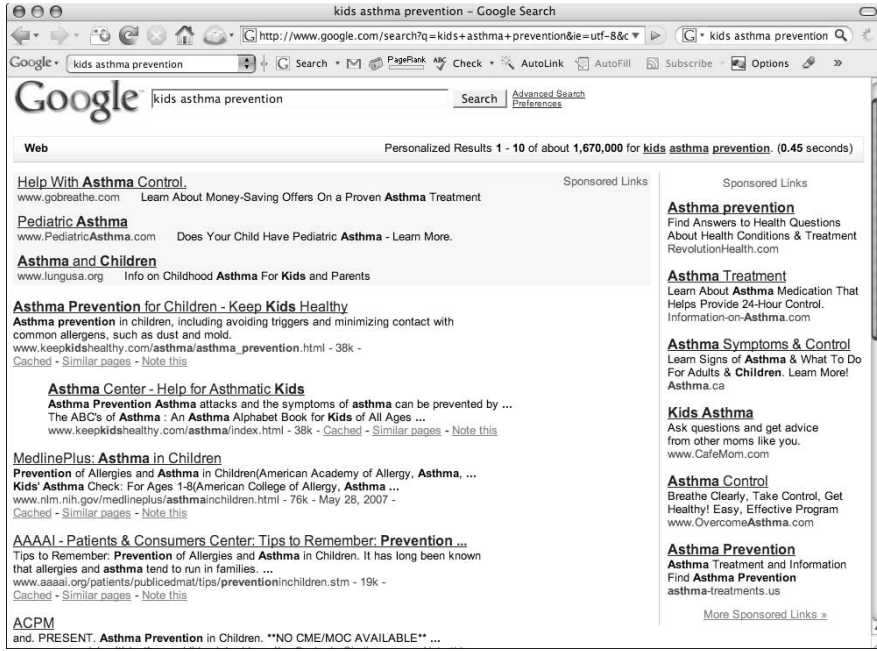 kids asthma prevention - Google Search
http://www.google.com/search?q=kids+asthma+prevention&ie=utf-8&c
kids asthma prevention
Google kids asthma prevention Search PageRank ABC Check AutoLink AutoFill Subscribe Options »
Google kids asthma prevention Search Advanced Search
Preferences
Web Personalized Results 1 - 10 of about 1,670,000 for kids asthma prevention. (0.45 seconds)
Help With Asthma Control. Sponsored Links
www.gobreathe.com Learn About Money-Saving Offers On a Proven Asthma Treatment
Pediatric Asthma
www.PediatricAsthma.com Does Your Child Have Pediatric Asthma - Learn More.
Asthma and Children
www.lungusa.org Info on Childhood Asthma For Kids and Parents
Asthma Prevention for Children - Keep Kids Healthy
Asthma prevention in children, including avoiding triggers and minimizing contact with
common allergens, such as dust and mold.
www.keepkidshealthy.com/asthma/asthma_prevention.html - 38k -
Cached - Similar pages - Note this
Asthma Center - Help for Asthmatic Kids
Asthma Prevention Asthma attacks and the symptoms of asthma can be prevented by ...
The ABC's of Asthma : An Asthma Alphabet Book for Kids of All Ages ...
www.keepkidshealthy.com/asthma/index.html - 38k - Cached - Similar pages - Note this
MedlinePlus: Asthma in Children
Prevention of Allergies and Asthma in Children(American Academy of Allergy, Asthma, ...
Kids' Asthma Check: For Ages 1-8(American College of Allergy, Asthma ...
www.nlm.nih.gov/medlineplus/asthmainchildren.html - 76k - May 28, 2007 -
Cached - Similar pages - Note this
AAAAI - Patients & Consumers Center: Tips to Remember: Prevention ...
Tips to Remember: Prevention of Allergies and Asthma in Children. It has long been known
that allergies and asthma tend to run in families. ...
www.aaaai.org/patients/publicedmat/tips/preventioninchildren.stm - 19k -
Cached - Similar pages - Note this
ACPM
and. PRESENT. Asthma Prevention in Children. **NO CME/MOC AVAILABLE** ...
Sponsored Links
Asthma prevention
Find Answers to Health Questions
About Health Conditions & Treatment
RevolutionHealth.com
Asthma Treatment
Learn About Asthma Medication That
Helps Provide 24-Hour Control.
Information-on-Asthma.com
Asthma Symptoms & Control
Learn Signs of Asthma & What To Do
For Adults & Children. Learn More!
Asthma.ca
Kids Asthma
Ask questions and get advice
from other moms like you.
www.CafeMom.com
Asthma Control
Breathe Clearly, Take Control, Get
Healthy! Easy, Effective Program
www.OvercomeAsthma.com
Asthma Prevention
Asthma Treatment and Information
Find Asthma Prevention
asthma-treatments.us
More Sponsored Links »